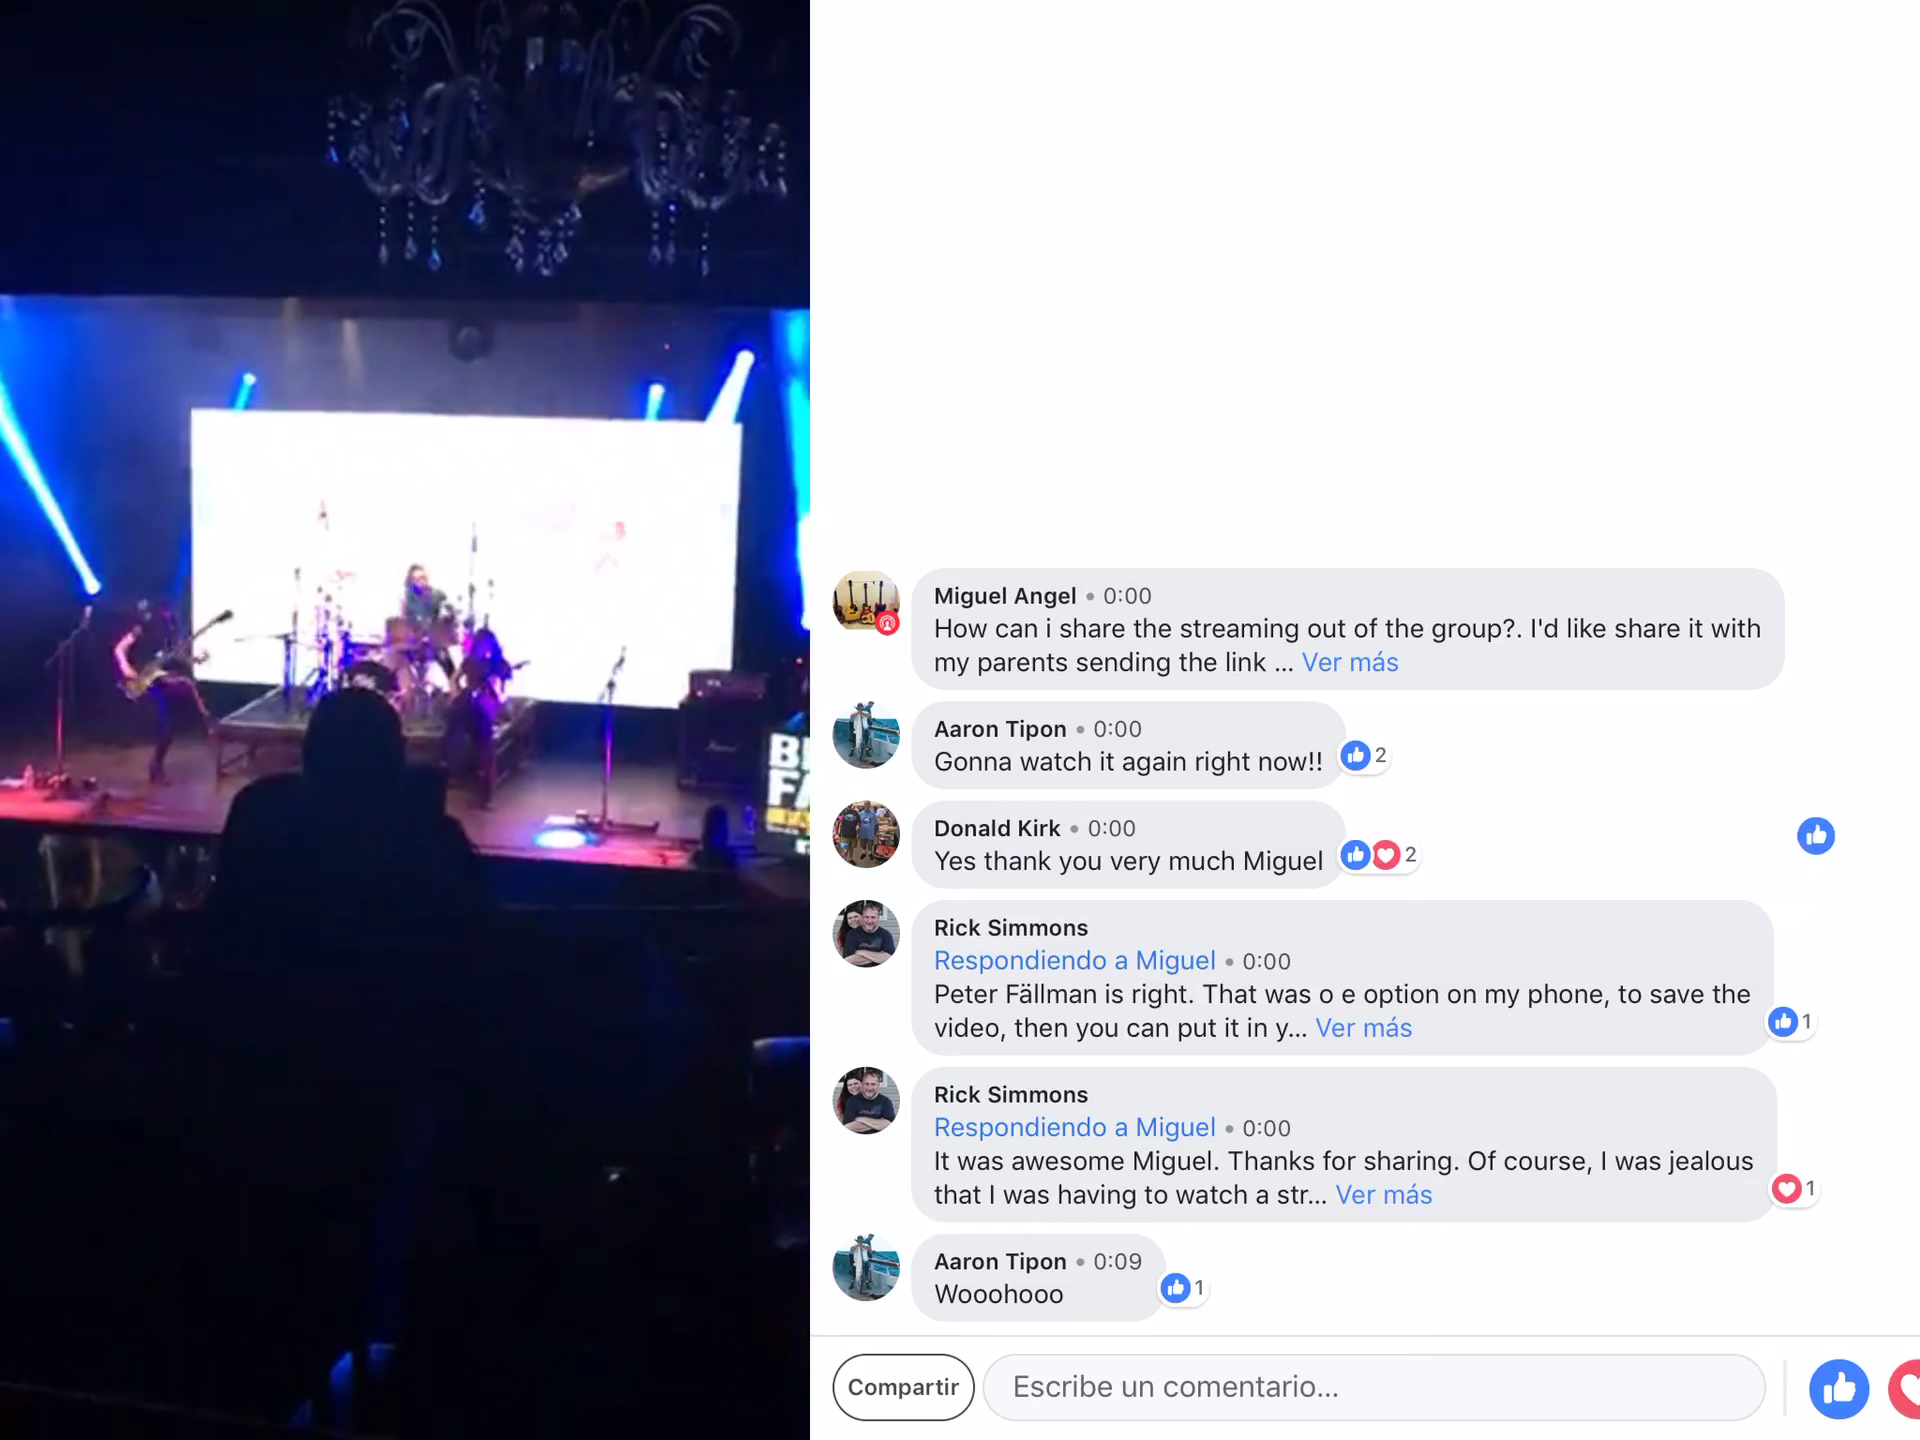 Miguel Angel • 0:00
How can i share the streaming out of the group?. I'd like share it with
my parents sending the link ... Ver más
Aaron Tipon • 0:00
Gonna watch it again right now!!
2
Donald Kirk • 0:00
Yes thank you very much Miguel
2
Rick Simmons
Respondiendo a Miguel • 0:00
Peter Fällman is right. That was o e option on my phone, to save the
video, then you can put it in y... Ver más
1
Rick Simmons
Respondiendo a Miguel • 0:00
It was awesome Miguel. Thanks for sharing. Of course, I was jealous
that I was having to watch a str... Ver más
1
Aaron Tipon • 0:09
Wooohooo
1
Compartir
Escribe un comentario...